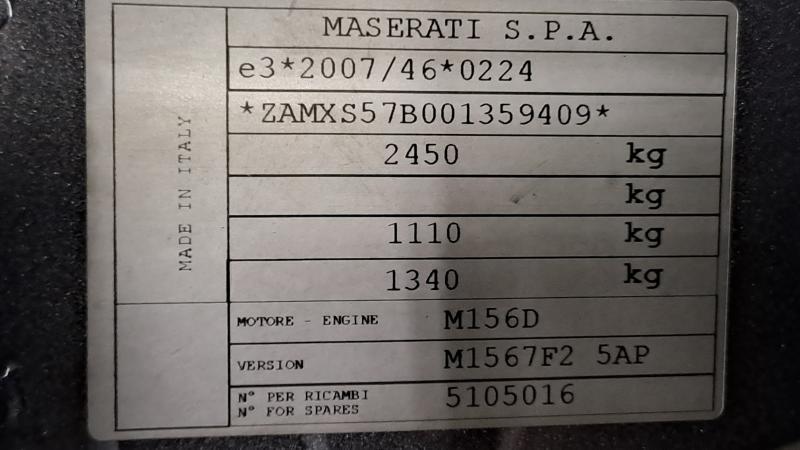 MASERATI S.P.A.
e3*2007/46*0224
*ZAMXS57B001359409*
2450 kg
kg
1110 kg
1340 kg
MADE IN ITALY
MOTORE - ENGINE M156D
VERSION M1567F2 5AP
N° PER RICAMBI 5105016
N° FOR SPARES